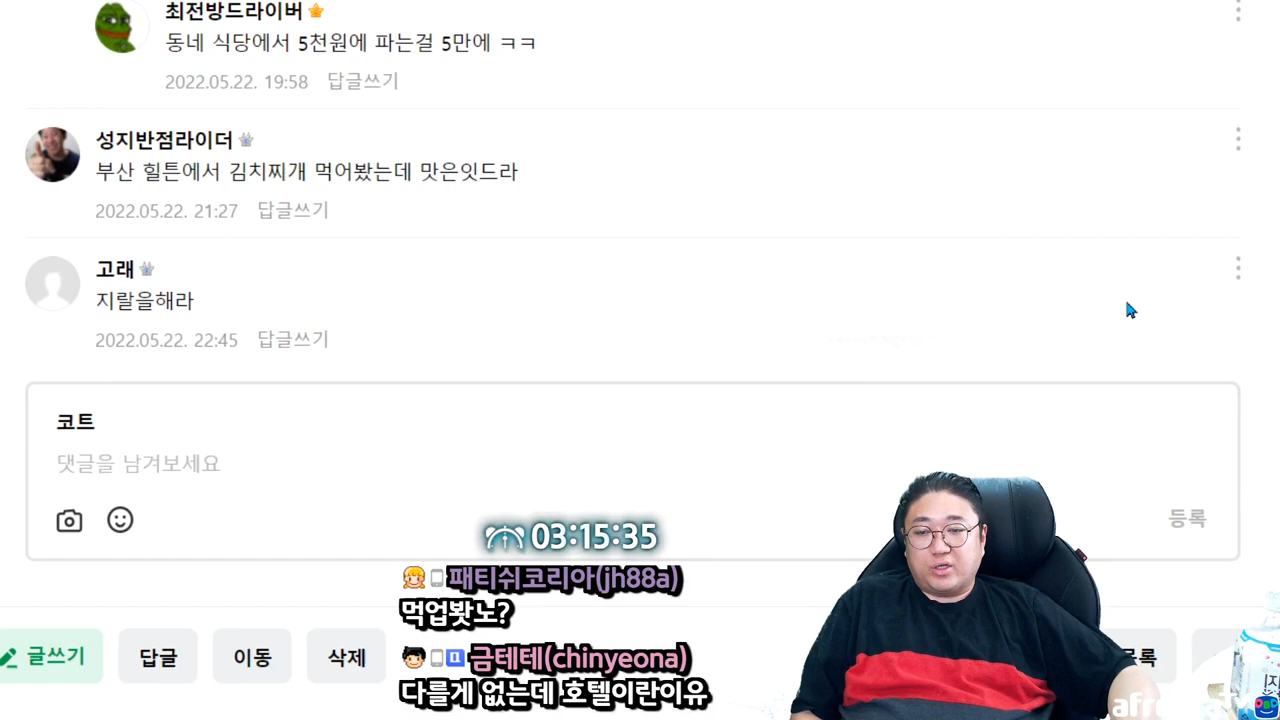 최전방드라이버
동네 식당에서 5천원에 파는걸 5만에 ㅋㅋ
2022.05.22. 19:58 답글쓰기
성지반점라이더
부산 힐튼에서 김치찌개 먹어봤는데 맛은잇드라
2022.05.22. 21:27 답글쓰기
고래
지랄을해라
2022.05.22. 22:45 답글쓰기
코트
댓글을 남겨보세요
등록
03:15:35
패티쉬코리아(jh88a)
먹업봣노?
금테테(chinyeona)
다를게 없는데 호텔이란이유
글쓰기 답글 이동 삭제